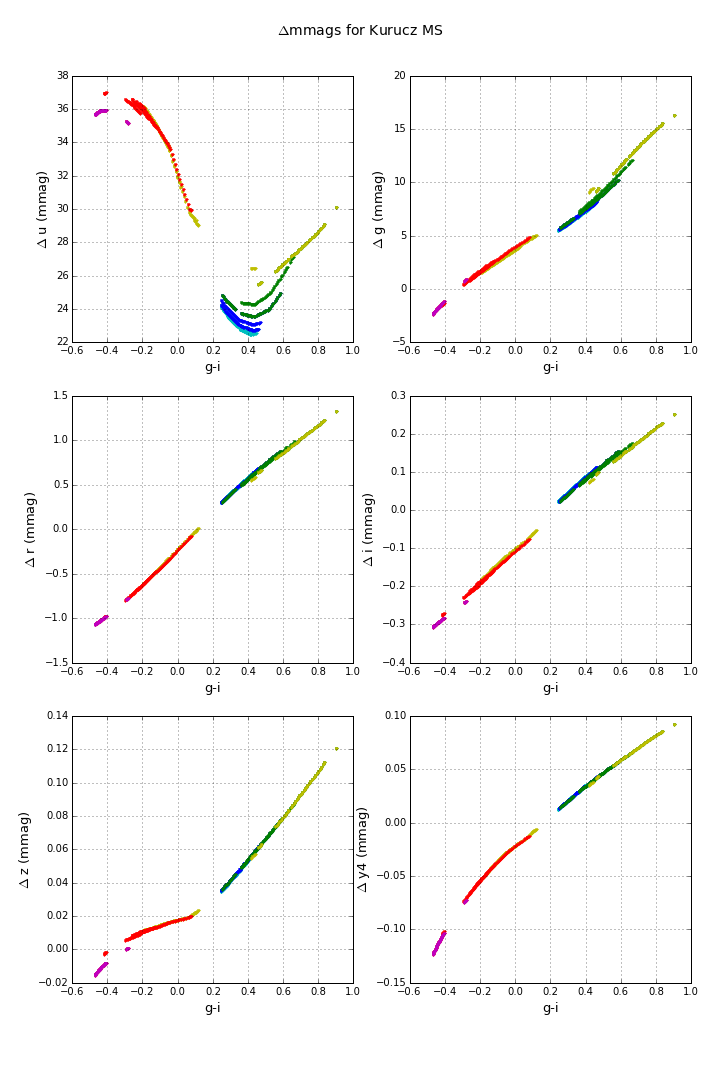 Δmmags for Kurucz MS
38
36
34
32
30
28
26
24
22
Δ u (mmag)
−0.6 −0.4 −0.2 0.0 0.2 0.4 0.6 0.8 1.0
g-i
20
15
10
5
0
−5
Δ g (mmag)
−0.6 −0.4 −0.2 0.0 0.2 0.4 0.6 0.8 1.0
g-i
1.5
1.0
0.5
0.0
−0.5
−1.0
−1.5
Δ r (mmag)
−0.6 −0.4 −0.2 0.0 0.2 0.4 0.6 0.8 1.0
g-i
0.3
0.2
0.1
0.0
−0.1
−0.2
−0.3
−0.4
Δ i (mmag)
−0.6 −0.4 −0.2 0.0 0.2 0.4 0.6 0.8 1.0
g-i
0.14
0.12
0.10
0.08
0.06
0.04
0.02
0.00
−0.02
Δ z (mmag)
−0.6 −0.4 −0.2 0.0 0.2 0.4 0.6 0.8 1.0
g-i
0.10
0.05
0.00
−0.05
−0.10
−0.15
Δ y4 (mmag)
−0.6 −0.4 −0.2 0.0 0.2 0.4 0.6 0.8 1.0
g-i